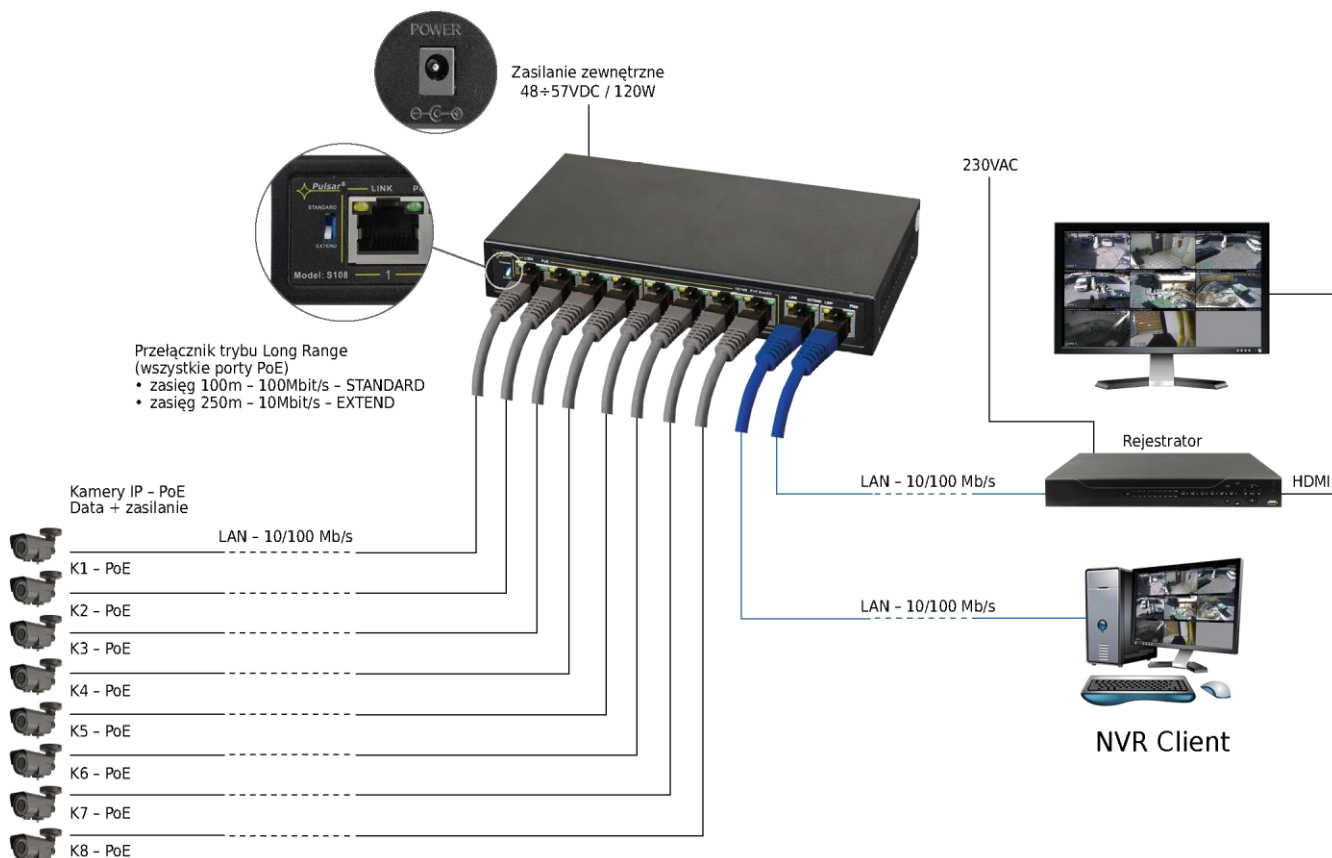 POWER
Zasilanie zewnętrzne
48÷57VDC / 120W
Pulsar®
LINK
STANDARD
EXTEND
Model: S108
1
Przełącznik trybu Long Range
(wszystkie porty PoE)
• zasięg 100m – 100Mbit/s – STANDARD
• zasięg 250m – 10Mbit/s – EXTEND
230VAC
Rejestrator
HDMI
LAN – 10/100 Mb/s
LAN – 10/100 Mb/s
NVR Client
Kamery IP – PoE
Data + zasilanie
LAN – 10/100 Mb/s
K1 – PoE
K2 – PoE
K3 – PoE
K4 – PoE
K5 – PoE
K6 – PoE
K7 – PoE
K8 – PoE